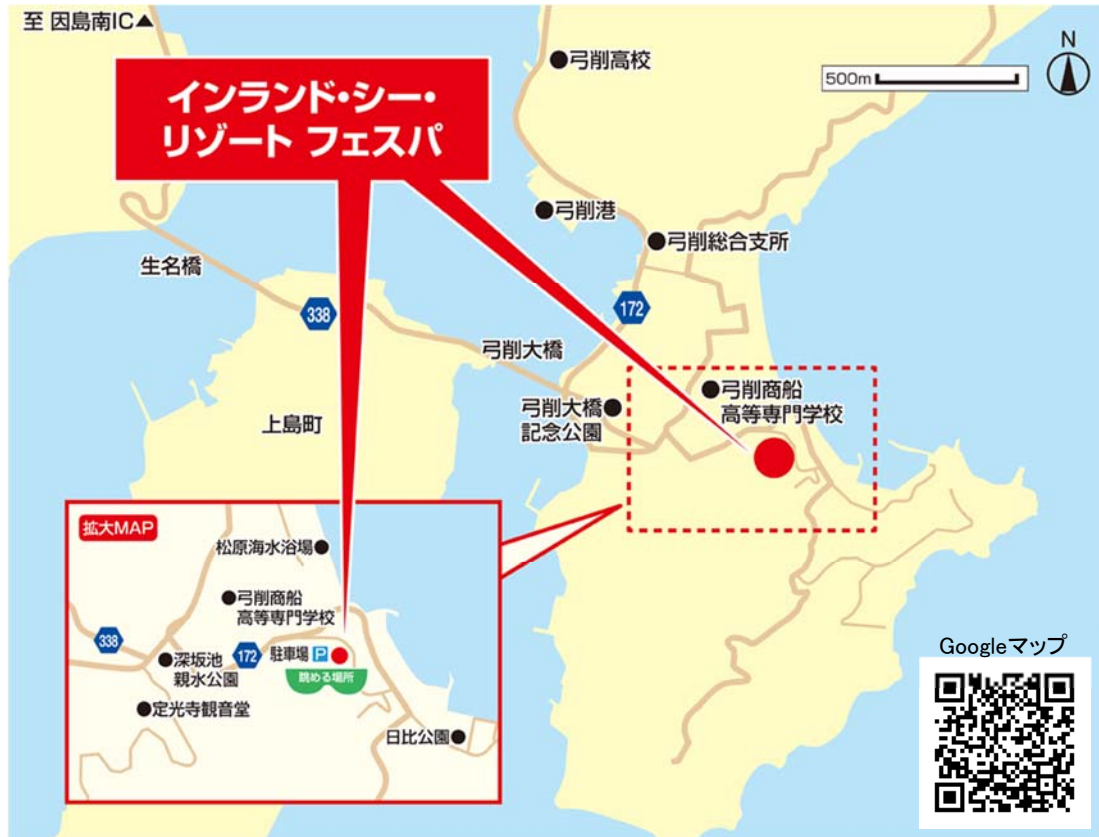 至 因島南IC▲
インランド・シー・
リゾート フェスパ
弓削高校
500m
N
弓削港
弓削総合支所
生名橋
338
172
弓削大橋
弓削大橋
記念公園
弓削商船
高等専門学校
上島町
拡大MAP
松原海水浴場
弓削商船
高等専門学校
338
172
駐車場 P
眺める場所
深坂池
親水公園
定光寺観音堂
日比公園
Googleマップ